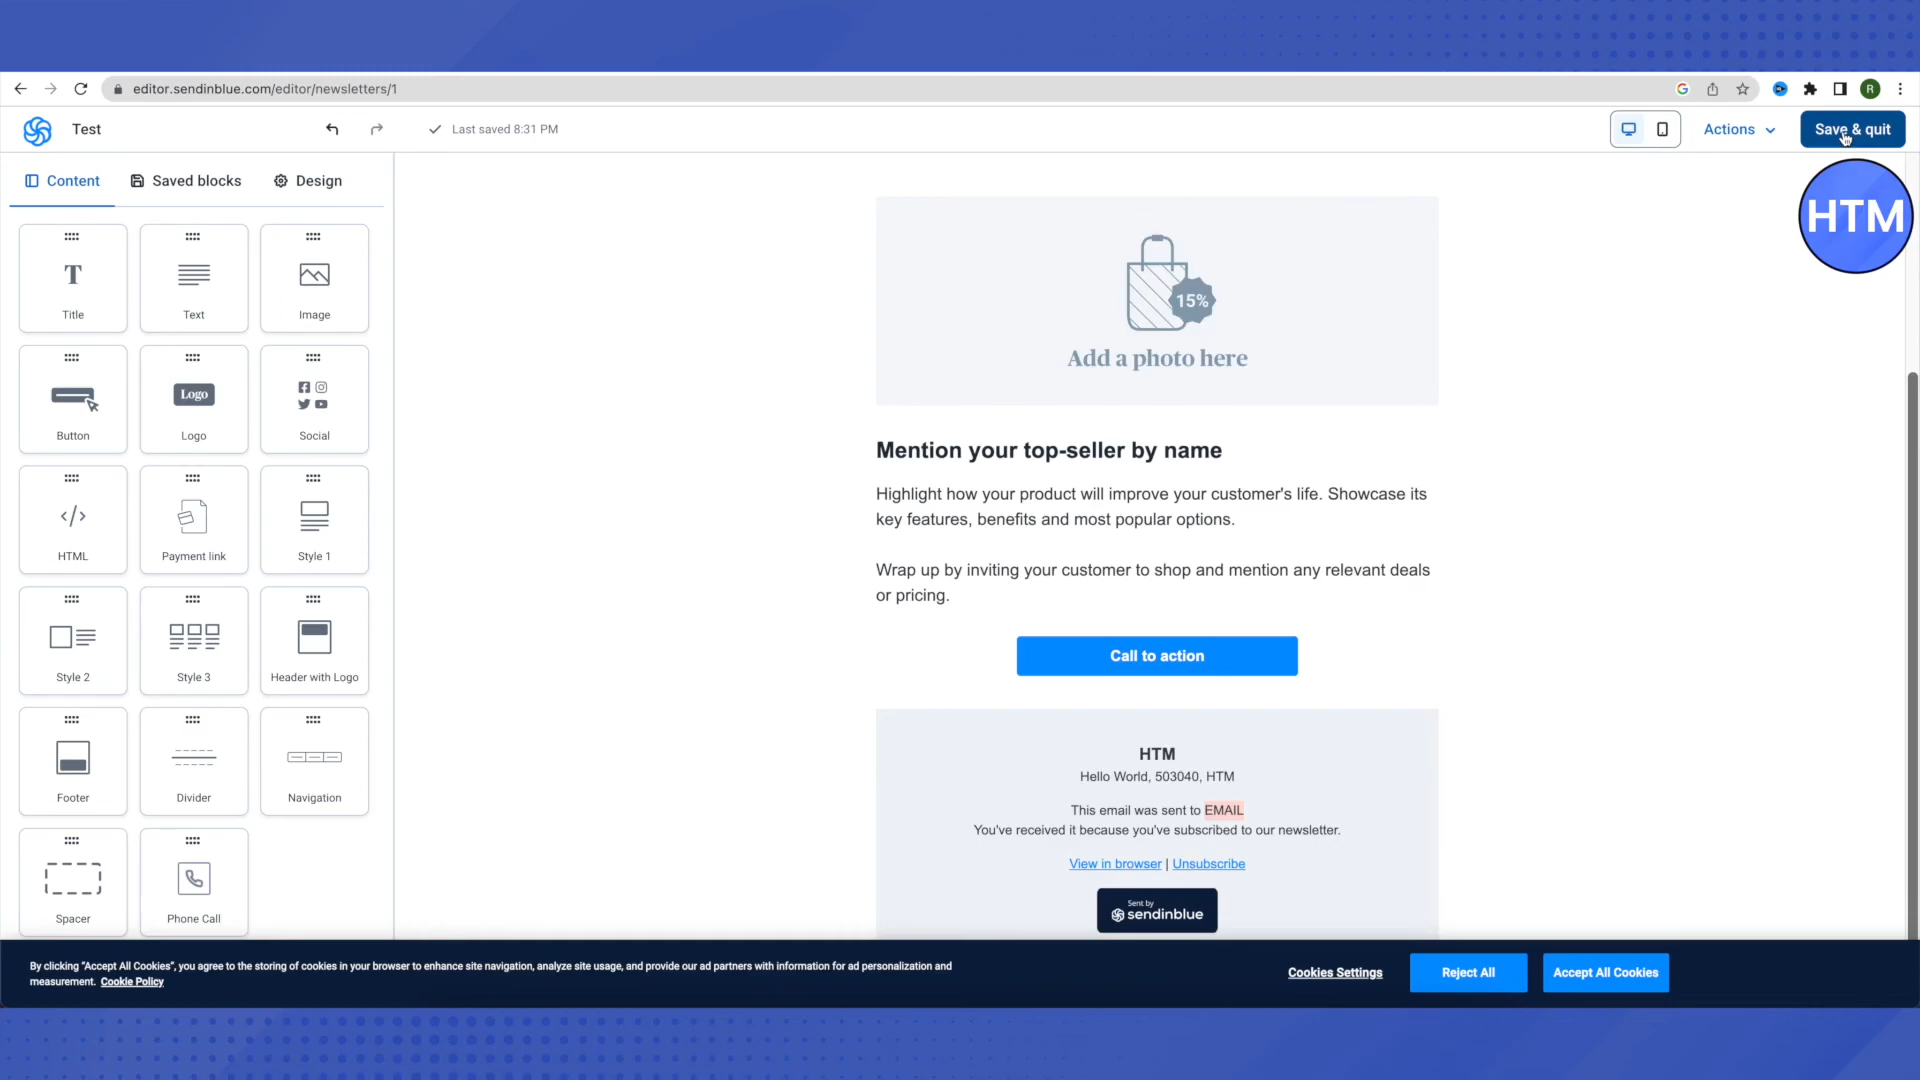 editor.sendinblue.com/editor/newsletters/1
R
Test
Last saved 8:31 PM
Actions
Save & quit
HTM
Content
Saved blocks
Design
T
Title
Text
Image
Button
Logo
Logo
Social
</>
HTML
Payment link
Style 1
Style 2
Style 3
Header with Logo
Footer
Divider
Navigation
Spacer
Phone Call
15%
Add a photo here
Mention your top-seller by name
Highlight how your product will improve your customer's life. Showcase its
key features, benefits and most popular options.
Wrap up by inviting your customer to shop and mention any relevant deals
or pricing.
Call to action
HTM
Hello World, 503040, HTM
This email was sent to EMAIL
You've received it because you've subscribed to our newsletter.
View in browser | Unsubscribe
Sent by
sendinblue
By clicking "Accept All Cookies", you agree to the storing of cookies in your browser to enhance site navigation, analyze site usage, and provide our ad partners with information for ad personalization and
measurement. Cookie Policy
Cookies Settings
Reject All
Accept All Cookies